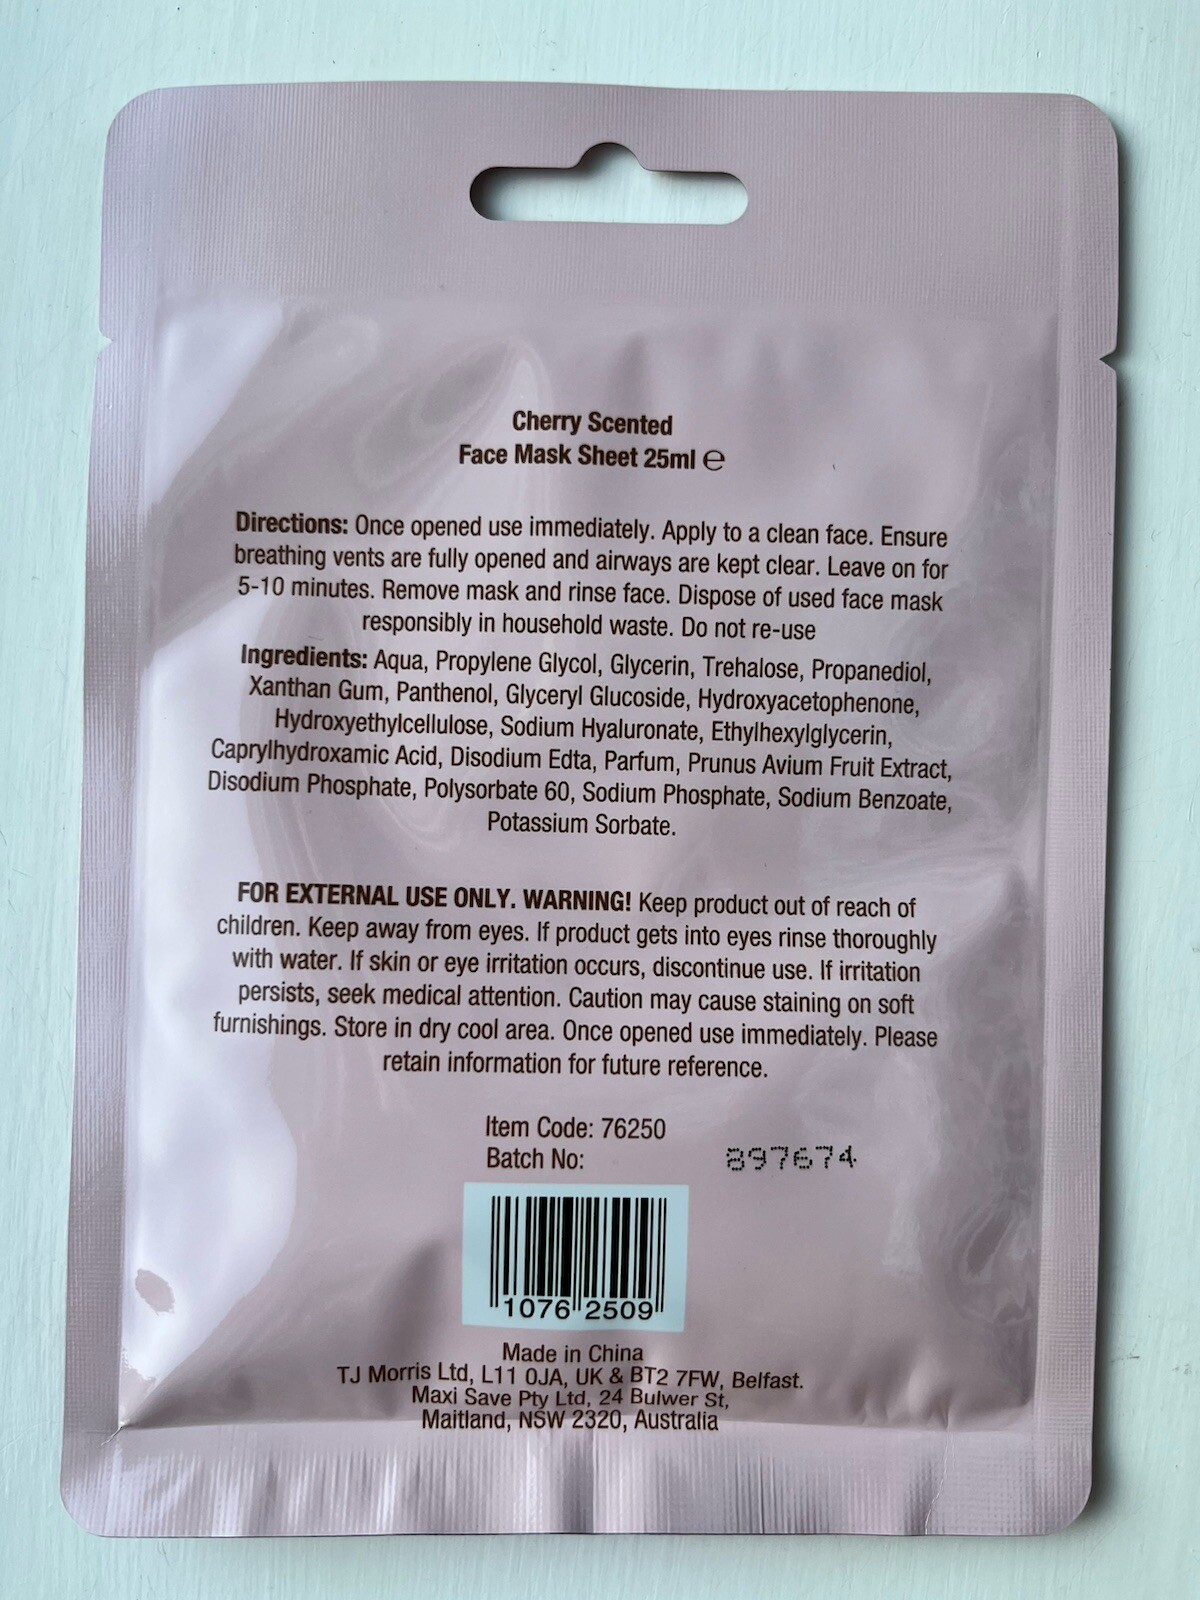 Cherry Scented
Face Mask Sheet 25ml ℮
Directions: Once opened use immediately. Apply to a clean face. Ensure
breathing vents are fully opened and airways are kept clear. Leave on for
5-10 minutes. Remove mask and rinse face. Dispose of used face mask
responsibly in household waste. Do not re-use
Ingredients: Aqua, Propylene Glycol, Glycerin, Trehalose, Propanediol,
Xanthan Gum, Panthenol, Glyceryl Glucoside, Hydroxyacetophenone,
Hydroxyethylcellulose, Sodium Hyaluronate, Ethylhexylglycerin,
Caprylhydroxamic Acid, Disodium Edta, Parfum, Prunus Avium Fruit Extract,
Disodium Phosphate, Polysorbate 60, Sodium Phosphate, Sodium Benzoate,
Potassium Sorbate.
FOR EXTERNAL USE ONLY. WARNING! Keep product out of reach of
children. Keep away from eyes. If product gets into eyes rinse thoroughly
with water. If skin or eye irritation occurs, discontinue use. If irritation
persists, seek medical attention. Caution may cause staining on soft
furnishings. Store in dry cool area. Once opened use immediately. Please
retain information for future reference.
Item Code: 76250
Batch No: 897674
1076 2509
Made in China
TJ Morris Ltd, L11 0JA, UK & BT2 7FW, Belfast.
Maxi Save Pty Ltd, 24 Bulwer St,
Maitland, NSW 2320, Australia